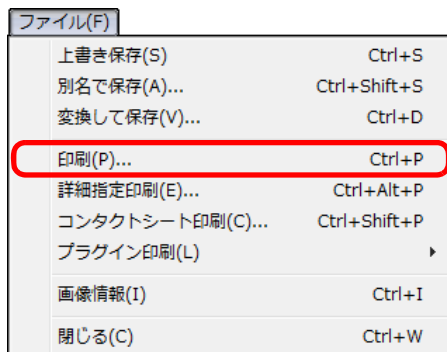 ファイル(F)
上書き保存(S) Ctrl+S
別名で保存(A)... Ctrl+Shift+S
変換して保存(V)... Ctrl+D
印刷(P)... Ctrl+P
詳細指定印刷(E)... Ctrl+Alt+P
コンタクトシート印刷(C)... Ctrl+Shift+P
プラグイン印刷(L)
画像情報(I) Ctrl+I
閉じる(C) Ctrl+W